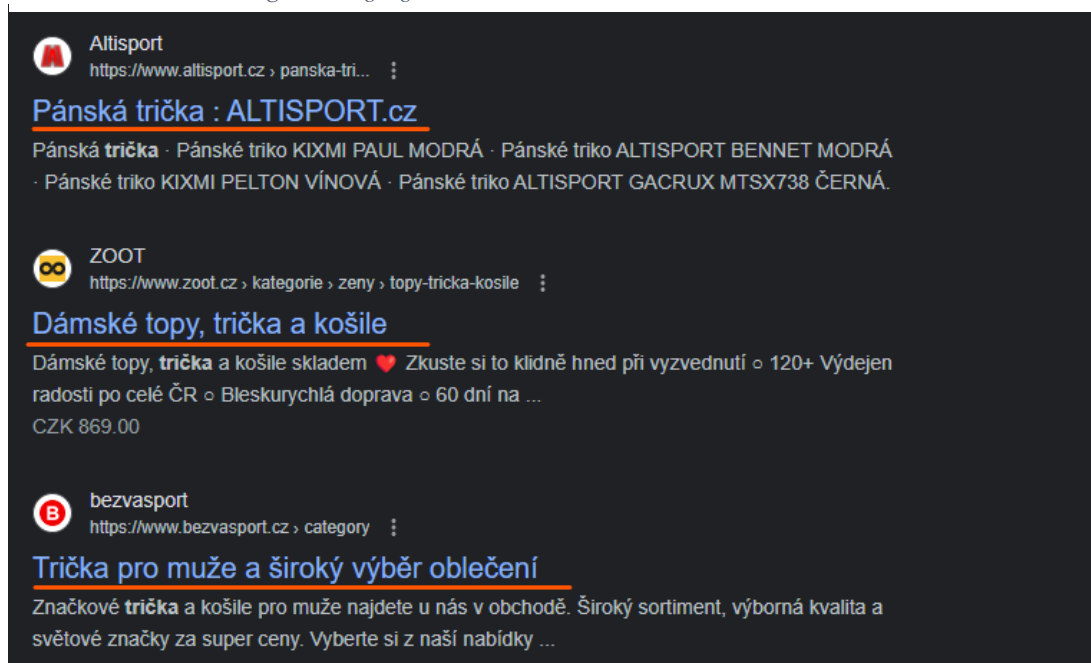 Altisport
https://www.altisport.cz › panska-tri...
Pánská trička : ALTISPORT.cz
Pánská trička · Pánské triko KIXMI PAUL MODRÁ · Pánské triko ALTISPORT BENNET MODRÁ
· Pánské triko KIXMI PELTON VÍNOVÁ · Pánské triko ALTISPORT GACRUX MTSX738 ČERNÁ.
ZOOT
https://www.zoot.cz › kategorie › zeny › topy-tricka-kosile
Dámské topy, trička a košile
Dámské topy, trička a košile skladem ❤️ Zkuste si to klidně hned při vyzvednutí ○ 120+ Výdejen
radosti po celé ČR ○ Bleskurychlá doprava ○ 60 dní na ...
CZK 869.00
B
bezvasport
https://www.bezvasport.cz › category
Trička pro muže a široký výběr oblečení
Značkové trička a košile pro muže najdete u nás v obchodě. Široký sortiment, výborná kvalita a
světové značky za super ceny. Vyberte si z naší nabídky ...